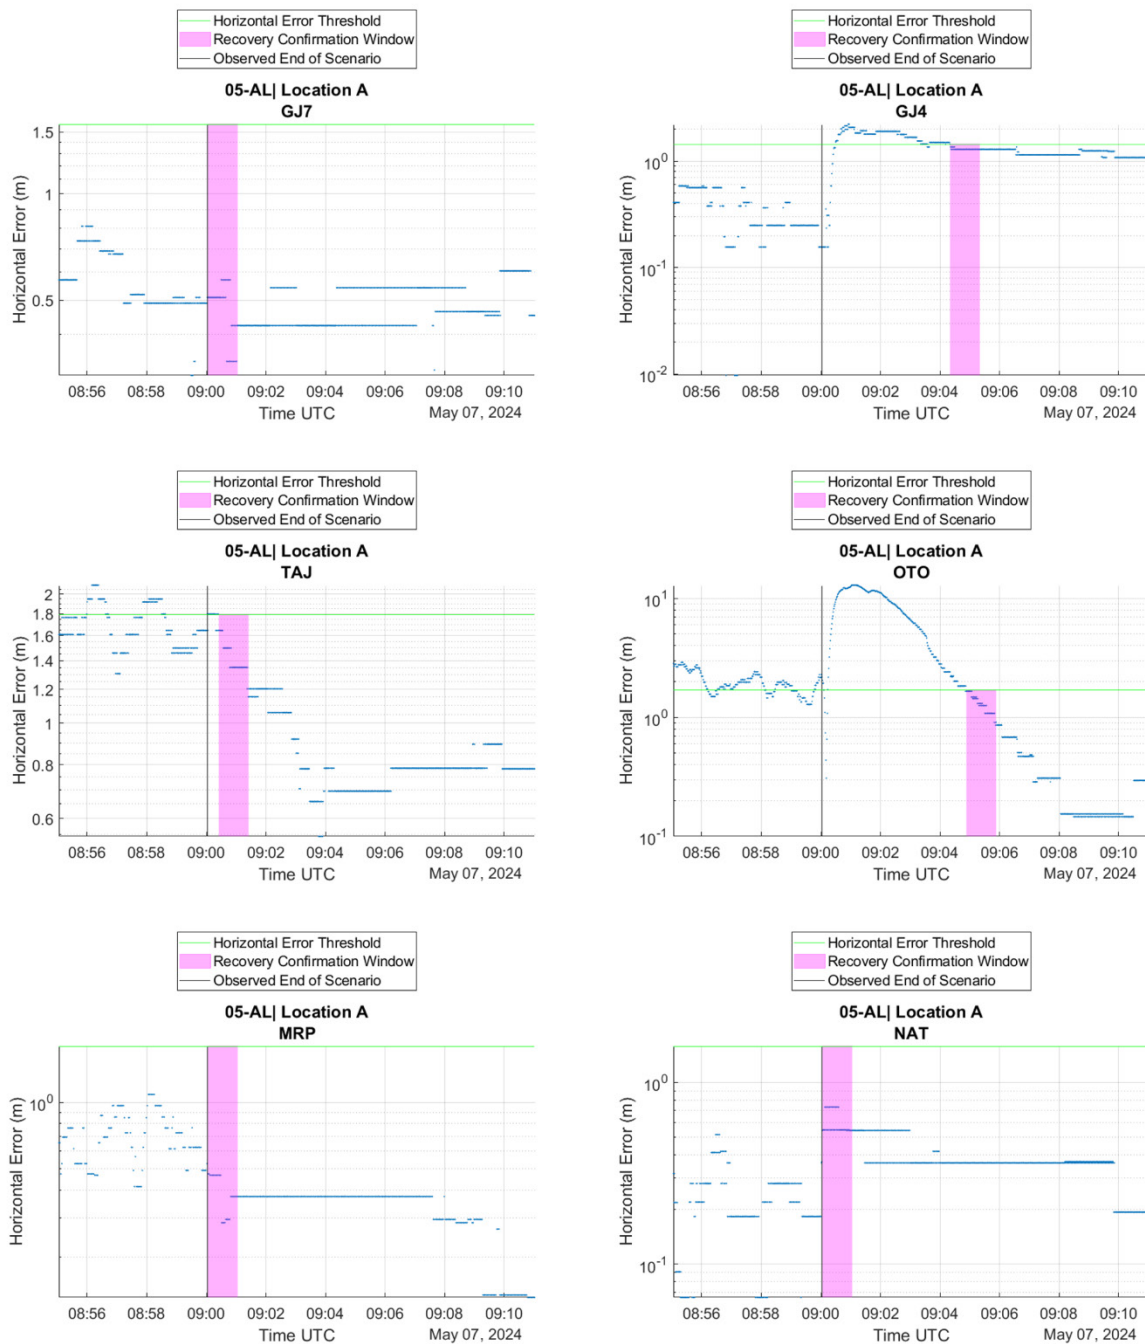 Horizontal Error Threshold
Recovery Confirmation Window
Observed End of Scenario
05-AL| Location A
GJ7
1.5
1
0.5
Horizontal Error (m)
08:56 08:58 09:00 09:02 09:04 09:06 09:08 09:10
Time UTC
May 07, 2024
Horizontal Error Threshold
Recovery Confirmation Window
Observed End of Scenario
05-AL| Location A
GJ4
10^0
10^-1
10^-2
Horizontal Error (m)
08:56 08:58 09:00 09:02 09:04 09:06 09:08 09:10
Time UTC
May 07, 2024
Horizontal Error Threshold
Recovery Confirmation Window
Observed End of Scenario
05-AL| Location A
TAJ
2
1.8
1.6
1.4
1.2
1
0.8
0.6
Horizontal Error (m)
08:56 08:58 09:00 09:02 09:04 09:06 09:08 09:10
Time UTC
May 07, 2024
Horizontal Error Threshold
Recovery Confirmation Window
Observed End of Scenario
05-AL| Location A
OTO
10^1
10^0
10^-1
Horizontal Error (m)
08:56 08:58 09:00 09:02 09:04 09:06 09:08 09:10
Time UTC
May 07, 2024
Horizontal Error Threshold
Recovery Confirmation Window
Observed End of Scenario
05-AL| Location A
MRP
10^0
Horizontal Error (m)
08:56 08:58 09:00 09:02 09:04 09:06 09:08 09:10
Time UTC
May 07, 2024
Horizontal Error Threshold
Recovery Confirmation Window
Observed End of Scenario
05-AL| Location A
NAT
10^0
10^-1
Horizontal Error (m)
08:56 08:58 09:00 09:02 09:04 09:06 09:08 09:10
Time UTC
May 07, 2024